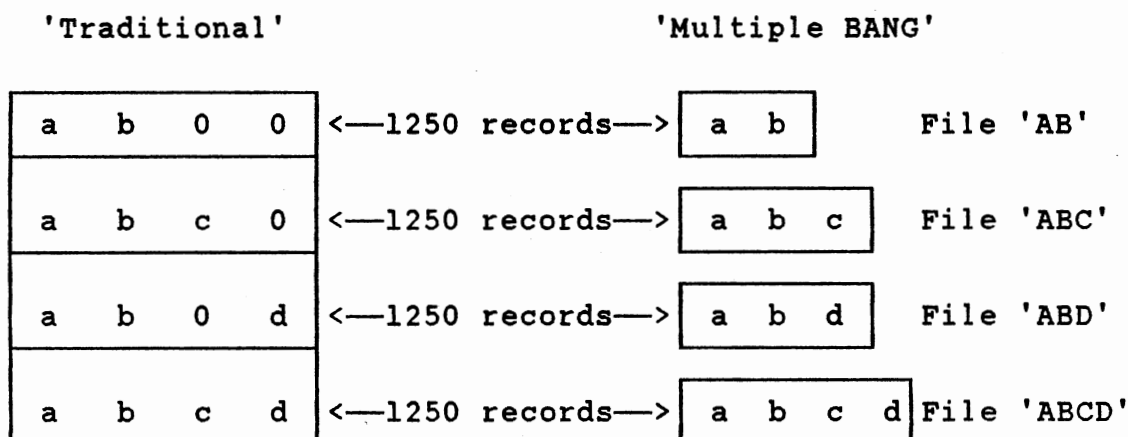 'Traditional' 'Multiple BANG'
a b 0 0 <—1250 records—> a b File 'AB'
a b c 0 <—1250 records—> a b c File 'ABC'
a b 0 d <—1250 records—> a b d File 'ABD'
a b c d <—1250 records—> a b c d File 'ABCD'